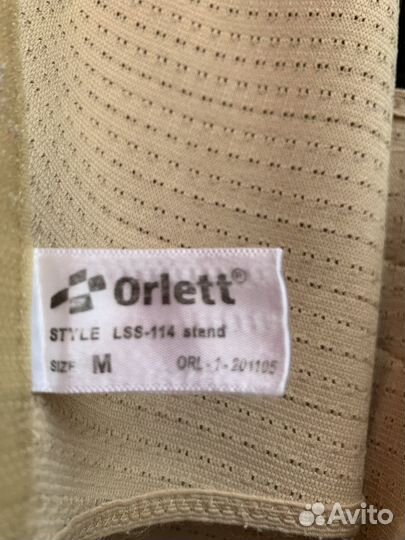 Orlett®
STYLE LSS-114 stand
SIZE M ORL-1-201105
Avito